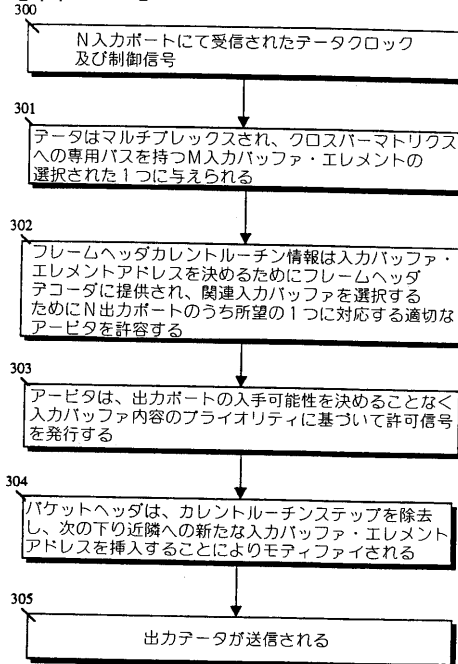 300
N入力ポートにて受信されたデータクロック
及び制御信号
301
データはマルチプレックスされ、クロスバーマトリクス
への専用パスを持つM入力バッファ・エレメントの
選択された1つに与えられる
302
フレームヘッダカレントルーチン情報は入力バッファ・
エレメントアドレスを決めるためにフレームヘッダ
デコーダに提供され、関連入力バッファを選択する
ためにN出力ポートのうち所望の1つに対応する適切な
アービタを許容する
303
アービタは、出力ポートの入手可能性を決めることなく
入力バッファ内容のプライオリティに基づいて許可信号
を発行する
304
パケットヘッダは、カレントルーチンステップを除去
し、次の下り近隣への新たな入力バッファ・エレメント
アドレスを挿入することによりモディファイされる
305
出力データが送信される